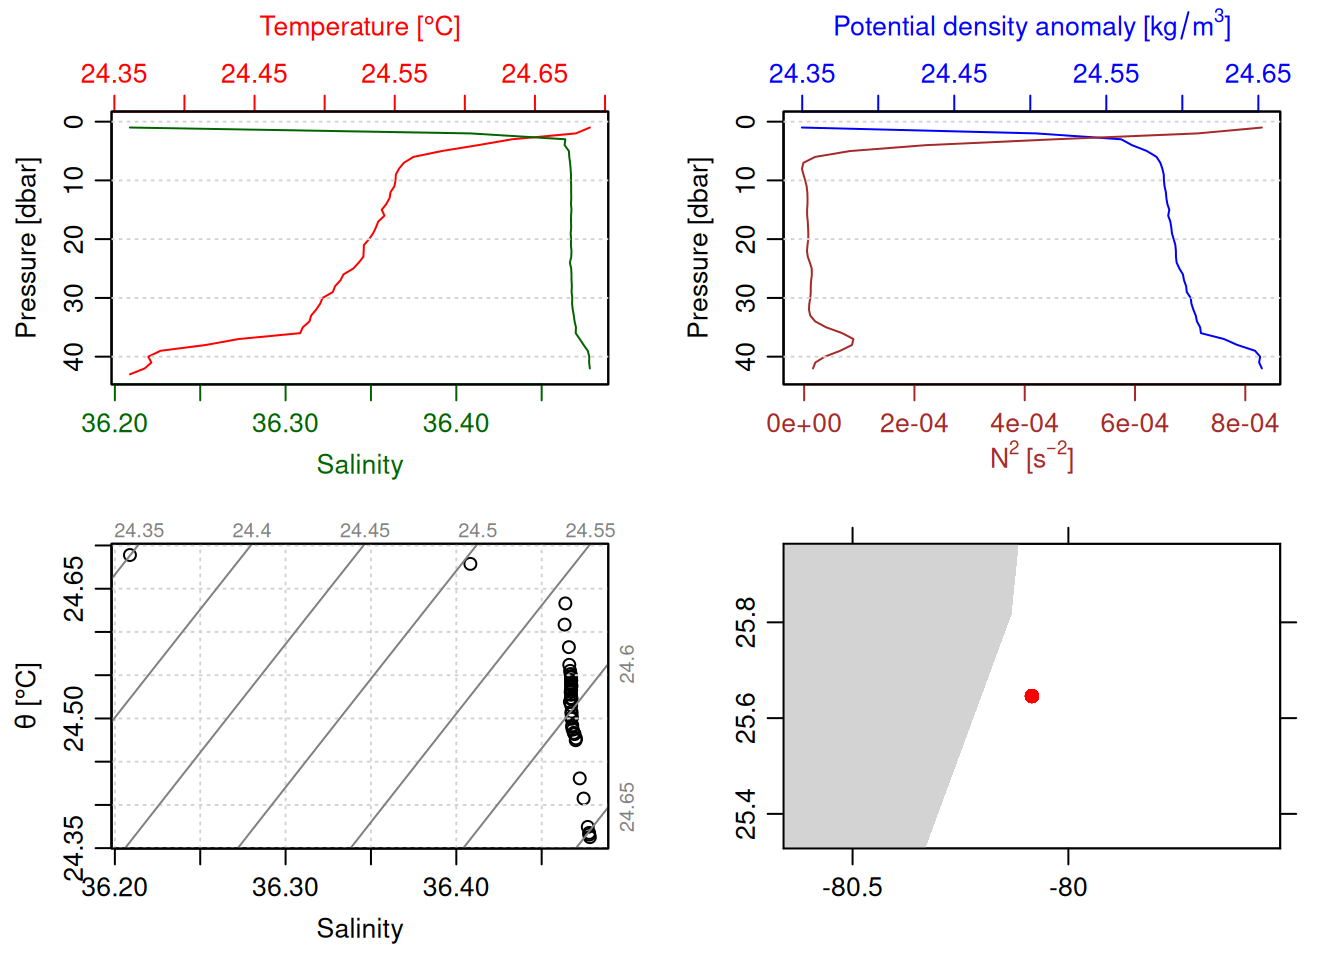 Temperature [°C]
24.35 24.45 24.55 24.65
Pressure [dbar]
0
10
20
30
40
36.20 36.30 36.40
Salinity
Potential density anomaly [kg/m³]
24.35 24.45 24.55 24.65
Pressure [dbar]
0
10
20
30
40
0e+00 2e-04 4e-04 6e-04 8e-04
N² [s⁻²]
24.35 24.4 24.45 24.5 24.55
24.6
24.65
θ [°C]
24.65
24.50
24.35
36.20 36.30 36.40
Salinity
25.8
25.6
25.4
-80.5 -80